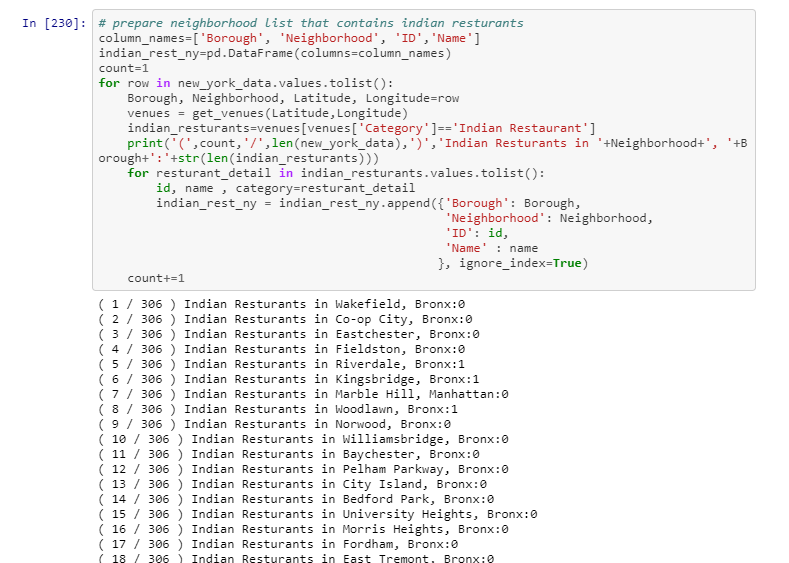 In [230]: # prepare neighborhood list that contains indian resturants
column_names=['Borough', 'Neighborhood', 'ID','Name']
indian_rest_ny=pd.DataFrame(columns=column_names)
count=1
for row in new_york_data.values.tolist():
    Borough, Neighborhood, Latitude, Longitude=row
    venues = get_venues(Latitude,Longitude)
    indian_resturants=venues[venues['Category']=='Indian Restaurant']
    print('(',count,'/',len(new_york_data),')','Indian Resturants in '+Neighborhood+', '+B
orough+':'+str(len(indian_resturants)))
    for resturant_detail in indian_resturants.values.tolist():
        id, name , category=resturant_detail
        indian_rest_ny = indian_rest_ny.append({'Borough': Borough,
                                                'Neighborhood': Neighborhood,
                                                'ID': id,
                                                'Name' : name
                                               }, ignore_index=True)
    count+=1
( 1 / 306 ) Indian Resturants in Wakefield, Bronx:0
( 2 / 306 ) Indian Resturants in Co-op City, Bronx:0
( 3 / 306 ) Indian Resturants in Eastchester, Bronx:0
( 4 / 306 ) Indian Resturants in Fieldston, Bronx:0
( 5 / 306 ) Indian Resturants in Riverdale, Bronx:1
( 6 / 306 ) Indian Resturants in Kingsbridge, Bronx:1
( 7 / 306 ) Indian Resturants in Marble Hill, Manhattan:0
( 8 / 306 ) Indian Resturants in Woodlawn, Bronx:1
( 9 / 306 ) Indian Resturants in Norwood, Bronx:0
( 10 / 306 ) Indian Resturants in Williamsbridge, Bronx:0
( 11 / 306 ) Indian Resturants in Baychester, Bronx:0
( 12 / 306 ) Indian Resturants in Pelham Parkway, Bronx:0
( 13 / 306 ) Indian Resturants in City Island, Bronx:0
( 14 / 306 ) Indian Resturants in Bedford Park, Bronx:0
( 15 / 306 ) Indian Resturants in University Heights, Bronx:0
( 16 / 306 ) Indian Resturants in Morris Heights, Bronx:0
( 17 / 306 ) Indian Resturants in Fordham, Bronx:0
( 18 / 306 ) Indian Resturants in East Tremont, Bronx:0